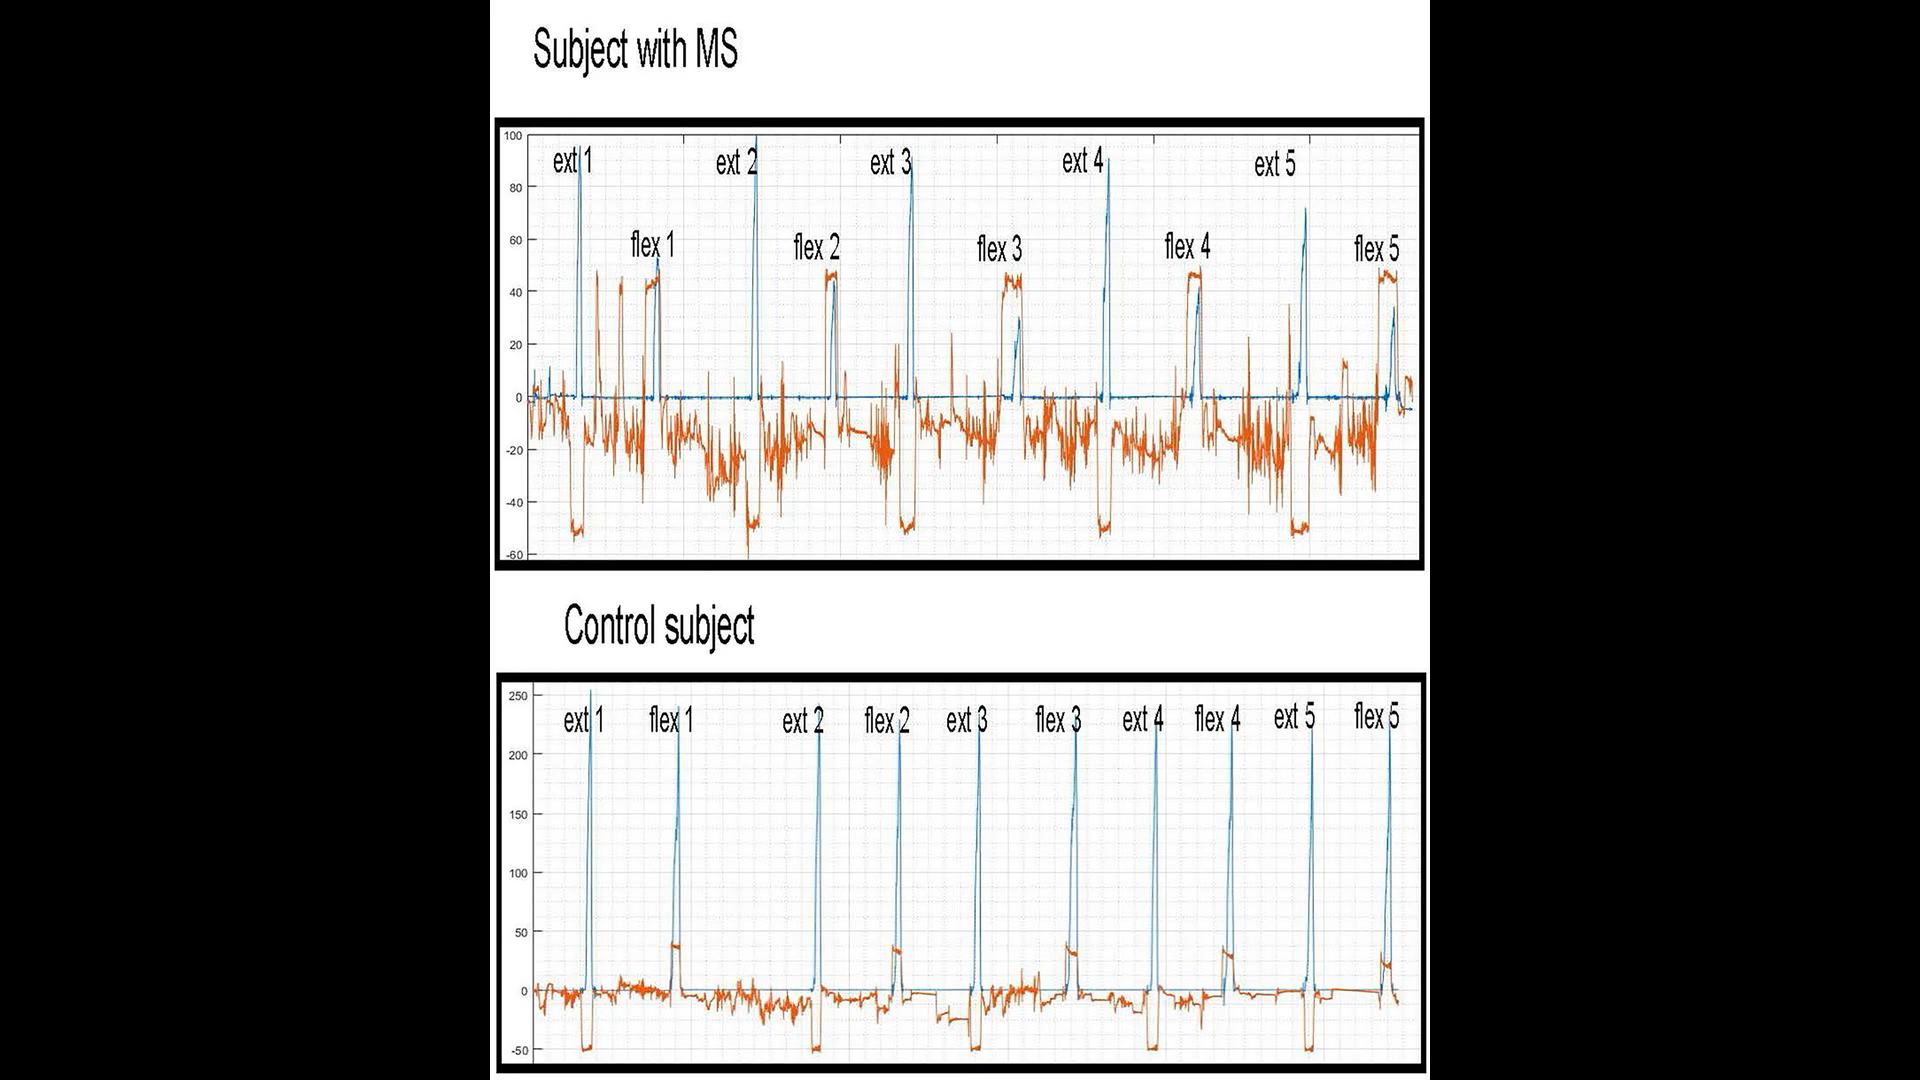 Subject with MS
100
ext 1
ext 2
ext 3
ext 4
ext 5
80
60
flex 1
flex 2
flex 3
flex 4
flex 5
40
20
0
-20
-40
-60
Control subject
250
ext 1
flex 1
ext 2
flex 2
ext 3
flex 3
ext 4
flex 4
ext 5
flex 5
200
150
100
50
0
-50